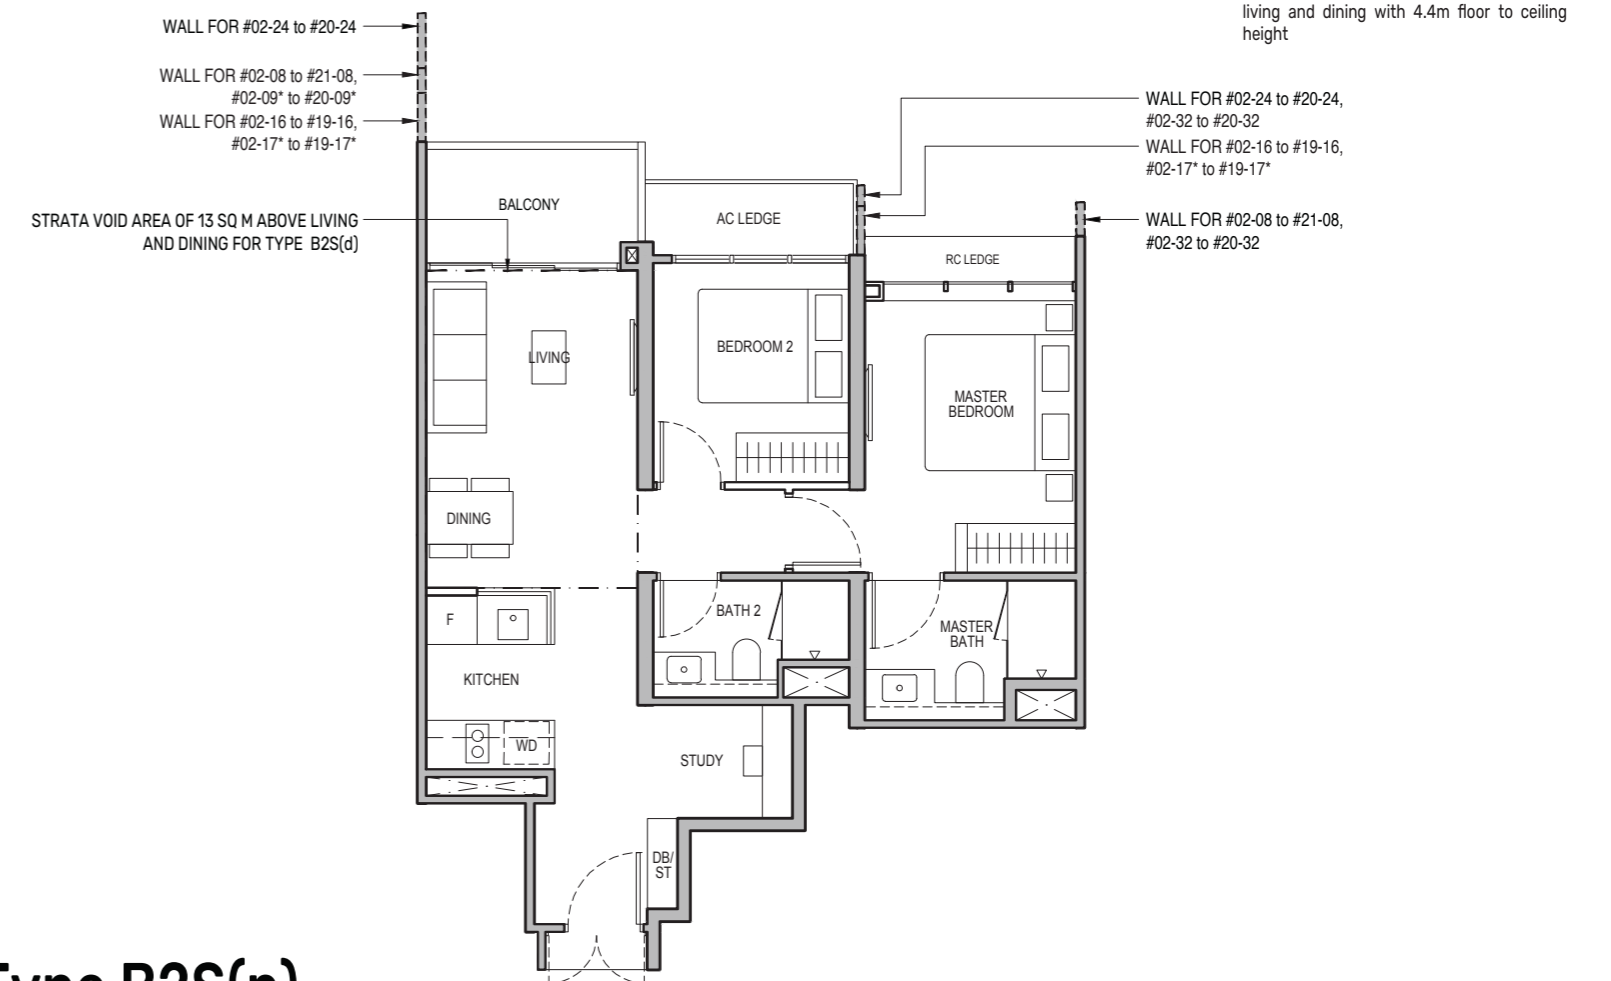 living and dining with 4.4m floor to ceiling
height
WALL FOR #02-24 to #20-24
WALL FOR #02-08 to #21-08,
#02-09* to #20-09*
WALL FOR #02-16 to #19-16,
#02-17* to #19-17*
WALL FOR #02-24 to #20-24,
#02-32 to #20-32
WALL FOR #02-16 to #19-16,
#02-17* to #19-17*
STRATA VOID AREA OF 13 SQ M ABOVE LIVING
AND DINING FOR TYPE B2S(d)
WALL FOR #02-08 to #21-08,
#02-32 to #20-32
BALCONY
AC LEDGE
RC LEDGE
LIVING
BEDROOM 2
MASTER
BEDROOM
DINING
F
BATH 2
MASTER
BATH
KITCHEN
WD
STUDY
DB/
ST
Type B2S(p)